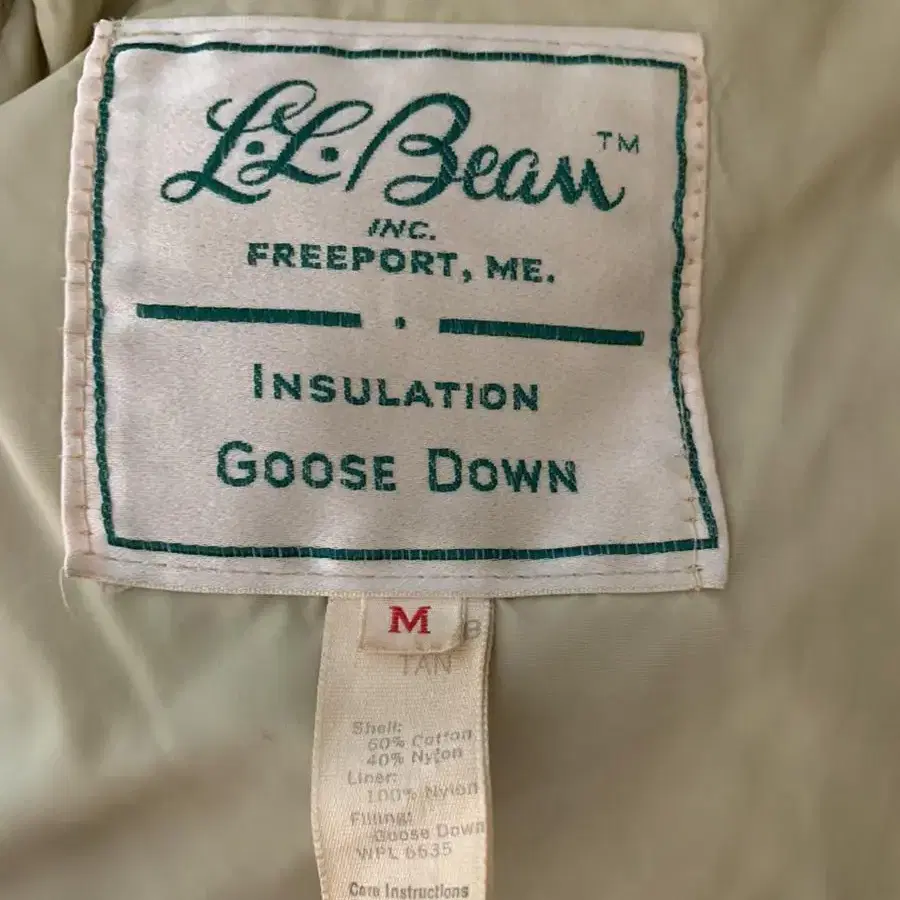 L.L.Bean™
INC.
FREEPORT, ME.
INSULATION
GOOSE DOWN
M
B
TAN
Shell:
60% Cotton
40% Nylon
Liner:
100% Nylon
Filling:
Goose Down
WPL 6635
Care Instructions